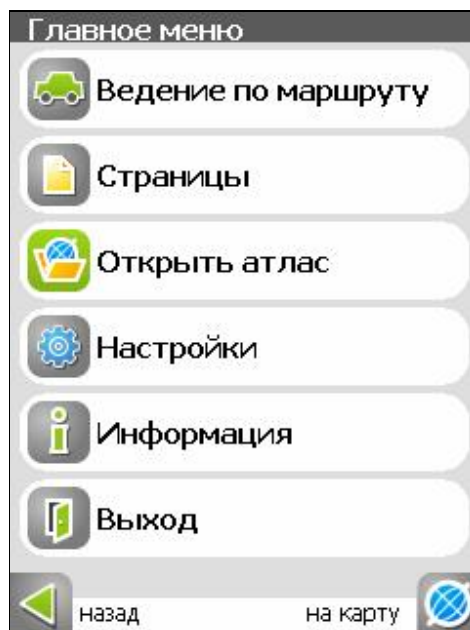 Главное меню
Ведение по маршруту
Страницы
Открыть атлас
Настройки
Информация
Выход
назад на карту